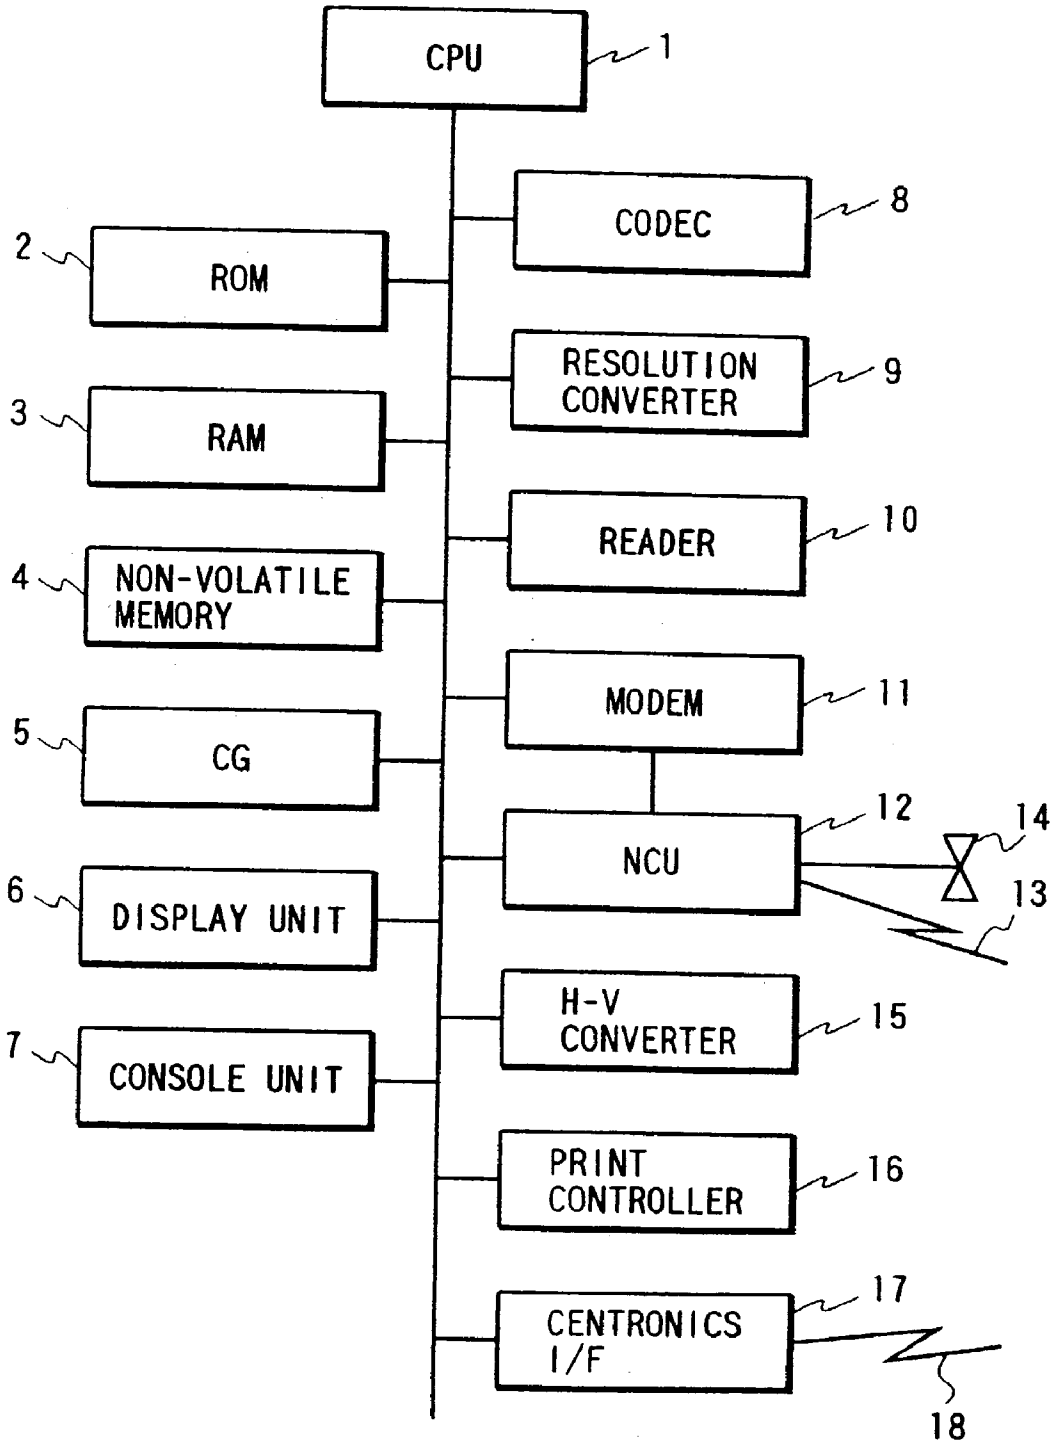 CPU
1
CODEC
8
2
ROM
RESOLUTION
CONVERTER
9
3
RAM
READER
10
4
NON-VOLATILE
MEMORY
MODEM
11
5
CG
12
NCU
14
13
6
DISPLAY UNIT
H-V
CONVERTER
15
7
CONSOLE UNIT
PRINT
CONTROLLER
16
CENTRONICS
I/F
17
18